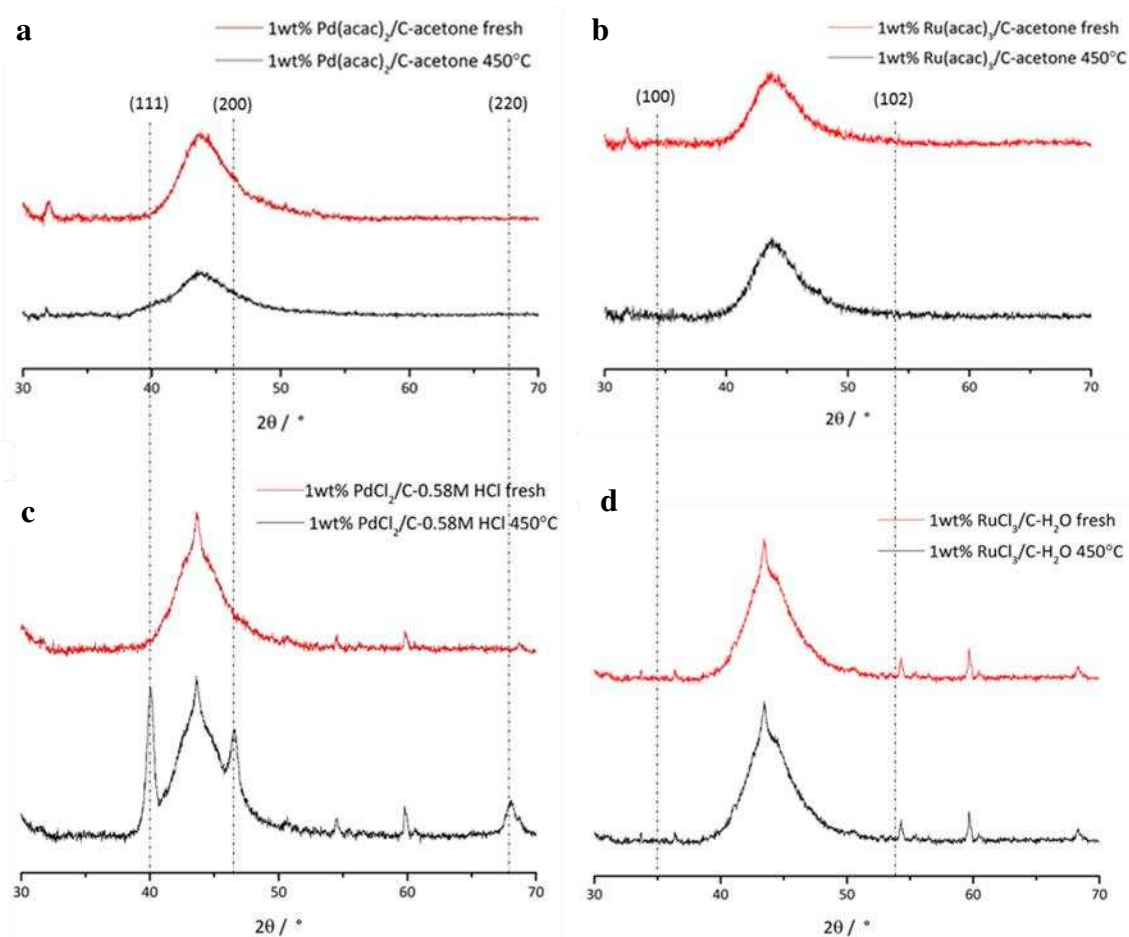 a
1wt% Pd(acac)₂/C-acetone fresh
1wt% Pd(acac)₂/C-acetone 450°C
(111)
(200)
(220)
30
40
50
60
70
2θ / °
b
1wt% Ru(acac)₃/C-acetone fresh
1wt% Ru(acac)₃/C-acetone 450°C
(100)
(102)
30
40
50
60
70
2θ / °
c
1wt% PdCl₂/C-0.58M HCl fresh
1wt% PdCl₂/C-0.58M HCl 450°C
30
40
50
60
70
2θ / °
d
1wt% RuCl₃/C-H₂O fresh
1wt% RuCl₃/C-H₂O 450°C
30
40
50
60
70
2θ / °